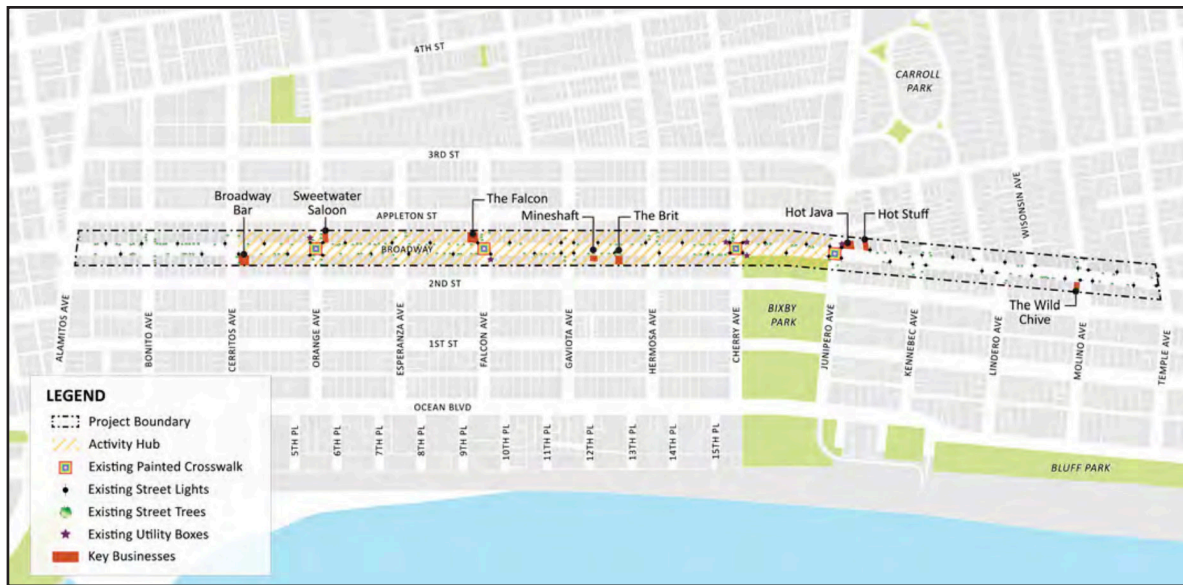 4TH ST
CARROLL
PARK
3RD ST
WISONSIN AVE
Broadway
Bar
Sweetwater
Saloon
The Falcon
APPLETON ST
Mineshaft
The Brit
Hot Java
Hot Stuff
BROADWAY
2ND ST
The Wild
Chive
BIXBY
PARK
ALAMITOS AVE
BONITO AVE
CERRITOS AVE
ORANGE AVE
ESPERANZA AVE
FALCON AVE
GAVIOTA AVE
HERMOSA AVE
CHERRY AVE
JUNIPERO AVE
KENNEBEC AVE
LINDERO AVE
MOLINO AVE
TEMPLE AVE
1ST ST
OCEAN BLVD
5TH PL
6TH PL
7TH PL
8TH PL
9TH PL
10TH PL
11TH PL
12TH PL
13TH PL
14TH PL
15TH PL
BLUFF PARK
LEGEND
Project Boundary
Activity Hub
Existing Painted Crosswalk
Existing Street Lights
Existing Street Trees
Existing Utility Boxes
Key Businesses